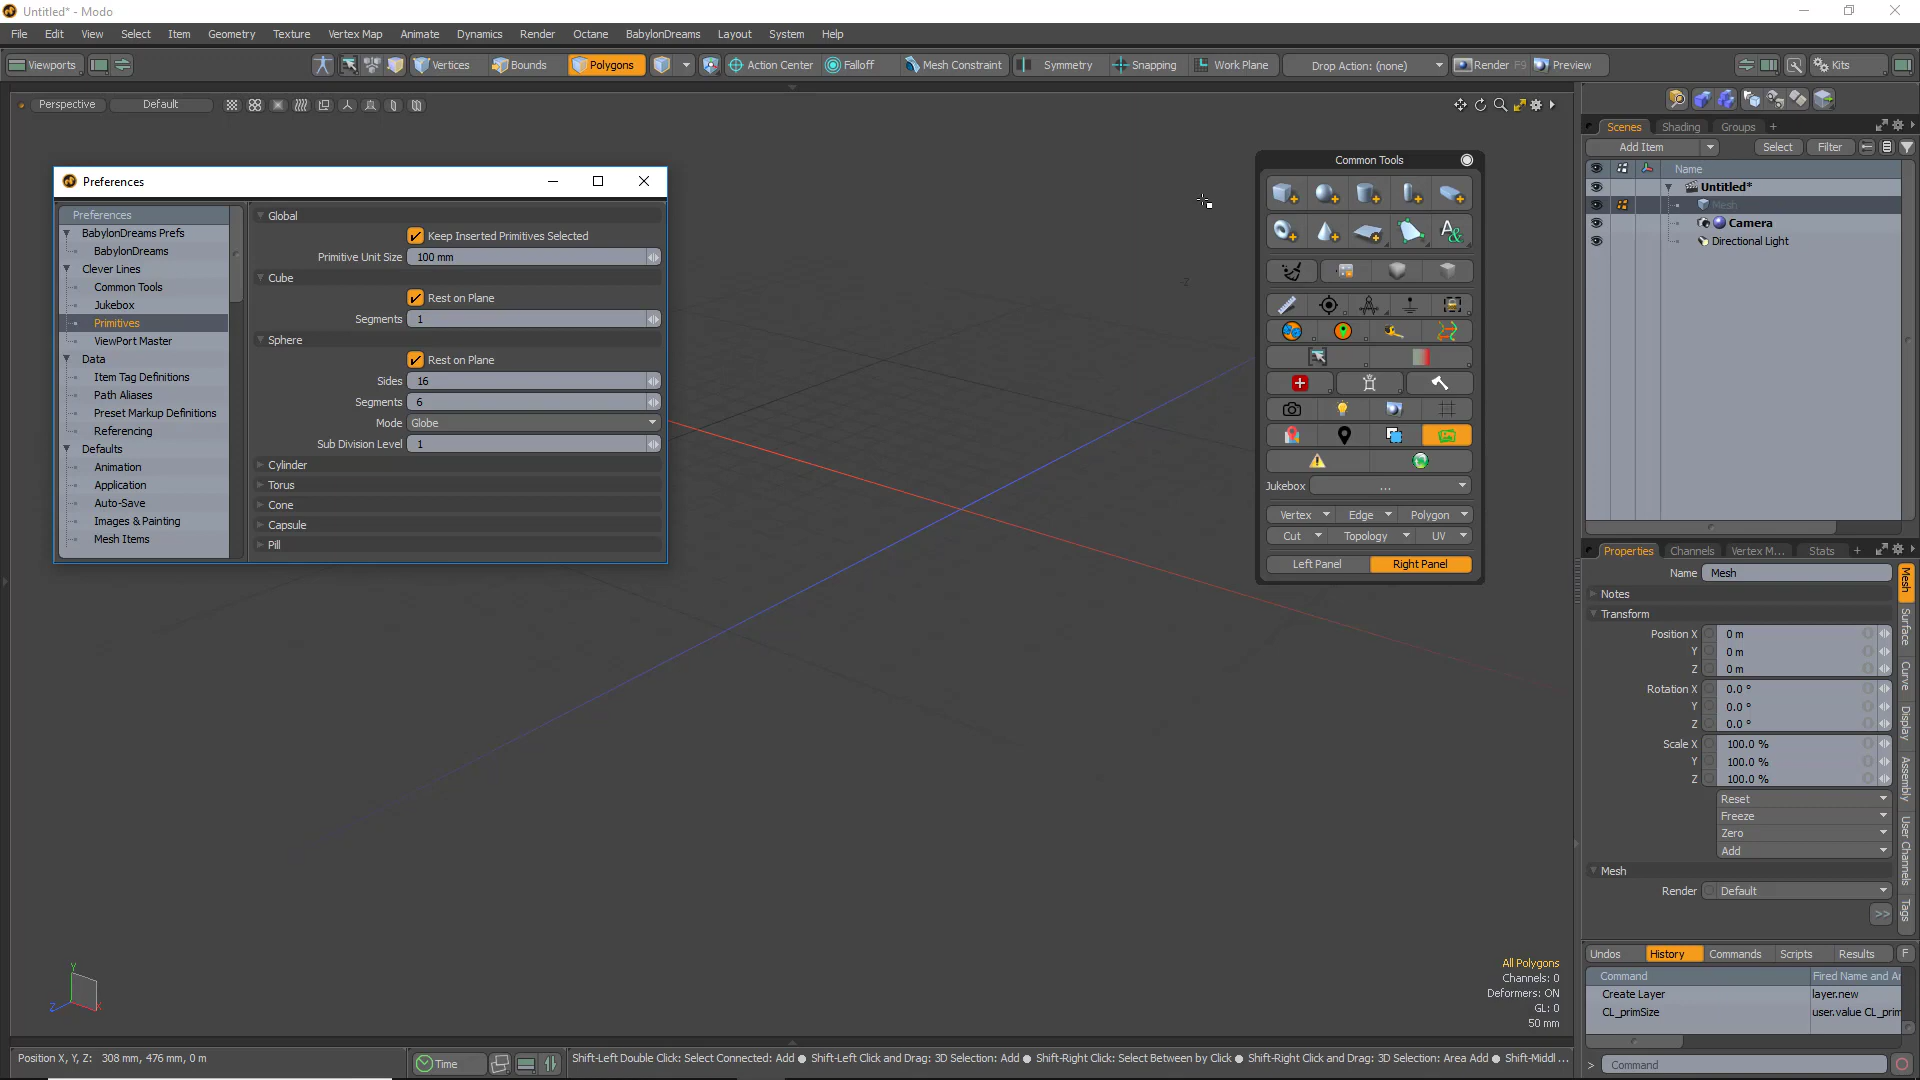 Untitled* - Modo
File Edit View Select Item Geometry Texture Vertex Map Animate Dynamics Render Octane BabylonDreams Layout System Help
Viewports Vertices Bounds Polygons Action Center Falloff Mesh Constraint Symmetry Snapping Work Plane Drop Action: (none) Render F9 Preview Kits
Perspective Default
Scenes Shading Groups +
Add Item Select Filter
Name
Untitled*
Mesh
Camera
Directional Light
Preferences
Preferences
BabylonDreams Prefs
BabylonDreams
Clever Lines
Common Tools
Jukebox
Primitives
ViewPort Master
Data
Item Tag Definitions
Path Aliases
Preset Markup Definitions
Referencing
Defaults
Animation
Application
Auto-Save
Images & Painting
Mesh Items
Global
Keep Inserted Primitives Selected
Primitive Unit Size 100 mm
Cube
Rest on Plane
Segments 1
Sphere
Rest on Plane
Sides 16
Segments 6
Mode Globe
Sub Division Level 1
Cylinder
Torus
Cone
Capsule
Pill
-Z
Common Tools
Jukebox ...
Vertex Edge Polygon
Cut Topology UV
Left Panel Right Panel
Properties Channels Vertex M... Stats +
Name Mesh
Notes
Transform
Position X 0 m
Y 0 m
Z 0 m
Rotation X 0.0 °
Y 0.0 °
Z 0.0 °
Scale X 100.0 %
Y 100.0 %
Z 100.0 %
Reset
Freeze
Zero
Add
Mesh
Render Default
>>
Mesh
Surface
Curve
Display
Assembly
User Channels
Tags
Y
Z X
All Polygons
Channels: 0
Deformers: ON
GL: 0
50 mm
Undos History Commands Scripts Results F
Command Fired Name and Ar
Create Layer layer.new
CL_primSize user.value CL_prim
> Command
Position X, Y, Z: 308 mm, 476 mm, 0 m
Time
Shift-Left Double Click: Select Connected: Add ● Shift-Left Click and Drag: 3D Selection: Add ● Shift-Right Click: Select Between by Click ● Shift-Right Click and Drag: 3D Selection: Area Add ● Shift-Middl ...